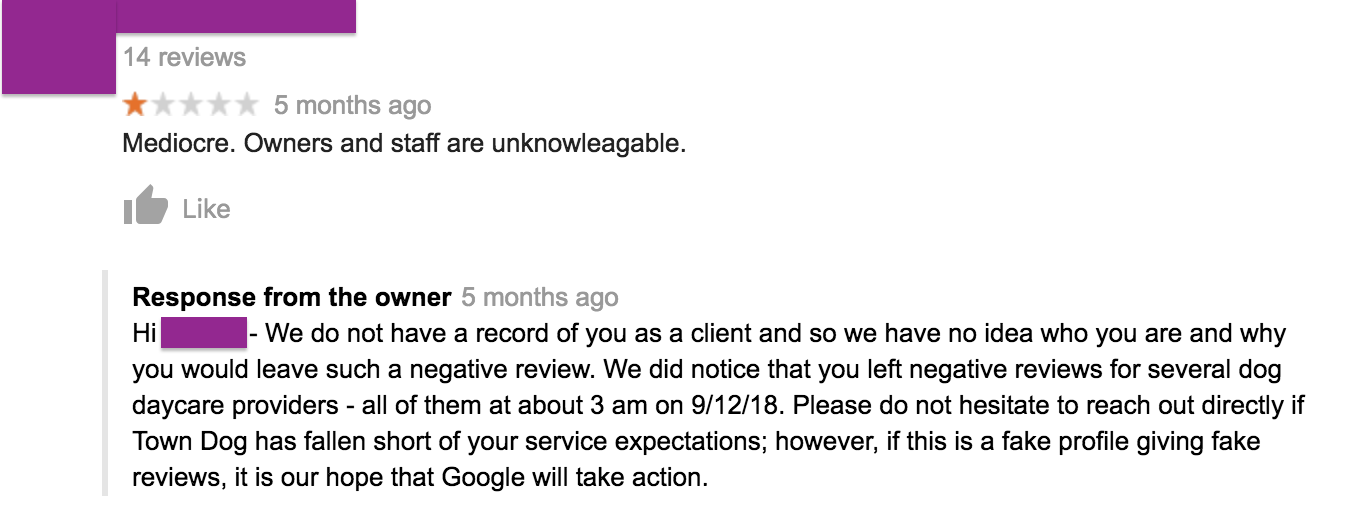 14 reviews
5 months ago
Mediocre. Owners and staff are unknowleagable.
Like
Response from the owner 5 months ago
Hi - We do not have a record of you as a client and so we have no idea who you are and why
you would leave such a negative review. We did notice that you left negative reviews for several dog
daycare providers - all of them at about 3 am on 9/12/18. Please do not hesitate to reach out directly if
Town Dog has fallen short of your service expectations; however, if this is a fake profile giving fake
reviews, it is our hope that Google will take action.